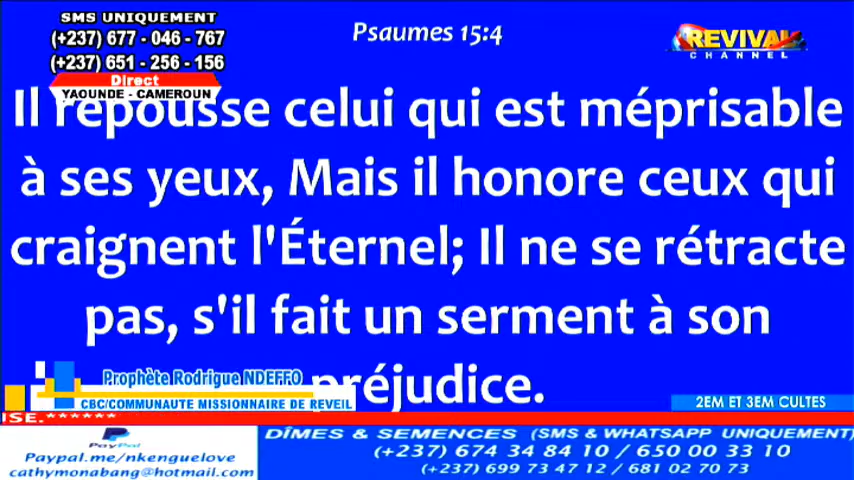 SMS UNIQUEMENT
(+237) 677 - 046 - 767
(+237) 651 - 256 - 156
Direct
YAOUNDE - CAMEROUN
Psaumes 15:4
REVIVAL
CHANNEL
Il repousse celui qui est méprisable
à ses yeux, Mais il honore ceux qui
craignent l'Éternel; Il ne se rétracte
pas, s'il fait un serment à son
préjudice.
Prophète Rodrigue NDEFFO
CBC/COMMUNAUTE MISSIONNAIRE DE REVEIL
2EM ET 3EM CULTES
ISE.******
PayPal
Paypal.me/nkenguelove
cathymonabang@hotmail.com
DÎMES & SEMENCES (SMS & WHATSAPP UNIQUEMENT)
(+237) 674 34 84 10 / 650 00 33 10
(+237) 699 73 47 12 / 681 02 70 73